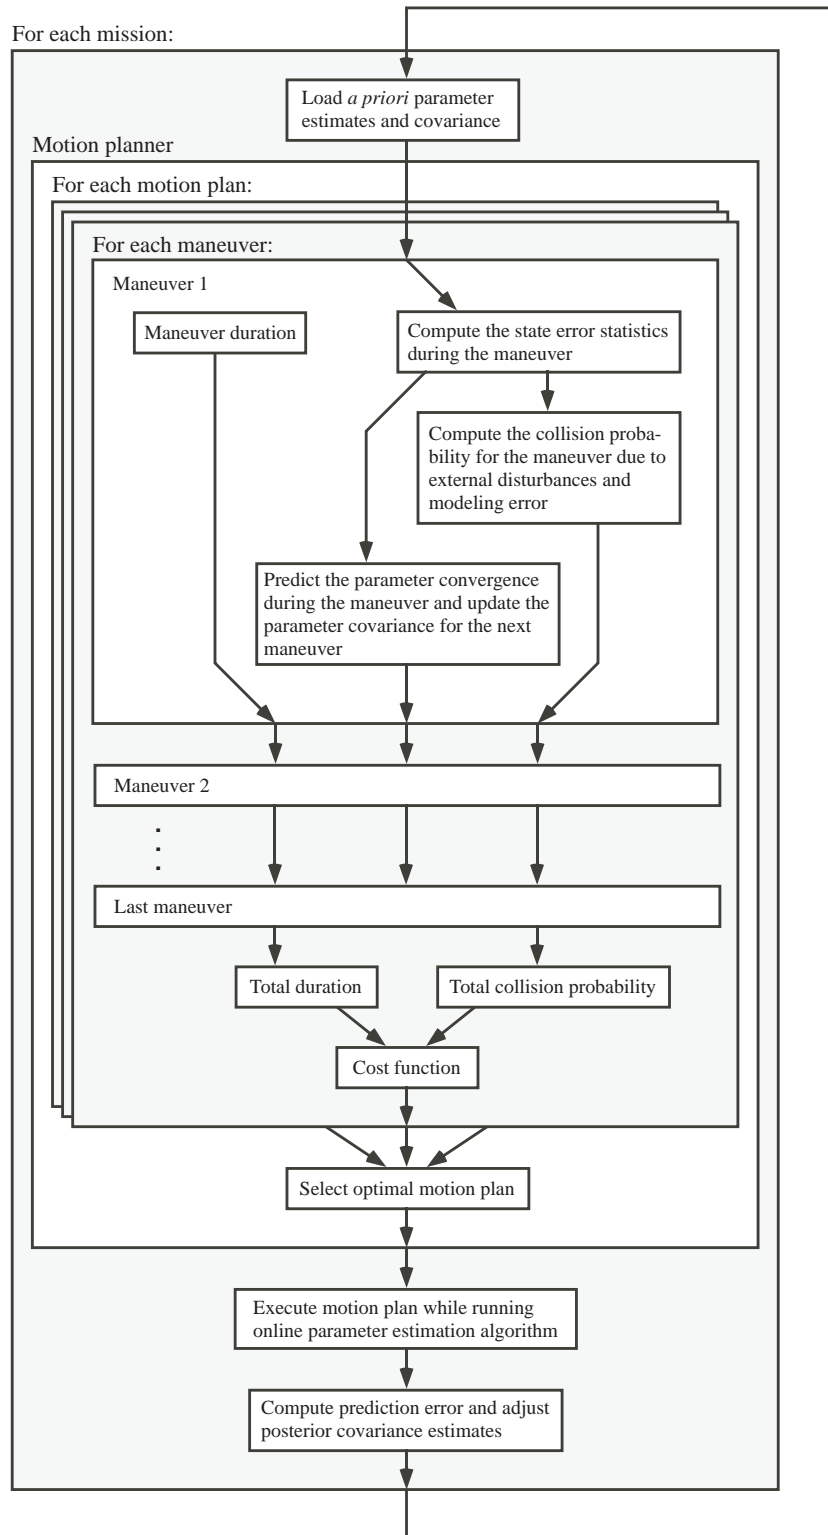 For each mission:
Load a priori parameter
estimates and covariance
Motion planner
For each motion plan:
For each maneuver:
Maneuver 1
Maneuver duration
Compute the state error statistics
during the maneuver
Compute the collision proba-
bility for the maneuver due to
external disturbances and
modeling error
Predict the parameter convergence
during the maneuver and update the
parameter covariance for the next
maneuver
Maneuver 2
Last maneuver
Total duration
Total collision probability
Cost function
Select optimal motion plan
Execute motion plan while running
online parameter estimation algorithm
Compute prediction error and adjust
posterior covariance estimates